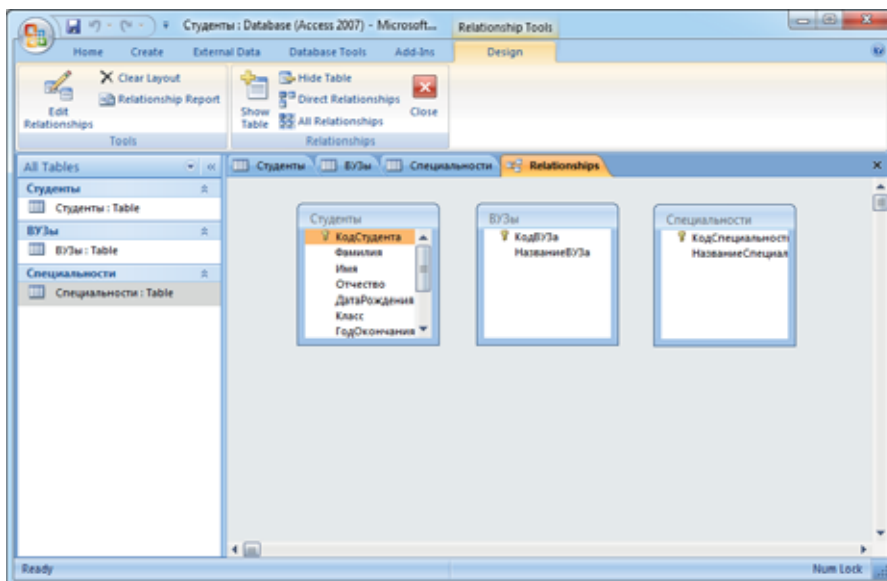 Студенты : Database (Access 2007) - Microsoft...
Relationship Tools
Home Create External Data Database Tools Add-Ins Design
Edit Relationships
Clear Layout
Relationship Report
Tools
Show Table
Hide Table
Direct Relationships
All Relationships
Close
Relationships
All Tables
Студенты
Студенты : Table
ВУЗы
ВУЗы : Table
Специальности
Специальности : Table
Студенты ВУЗы Специальности Relationships
Студенты
КодСтудента
Фамилия
Имя
Отчество
ДатаРождения
Класс
ГодОкончания
ВУЗы
КодВУЗа
НазваниеВУЗа
Специальности
КодСпециальност
НазваниеСпециал
Ready
Num Lock